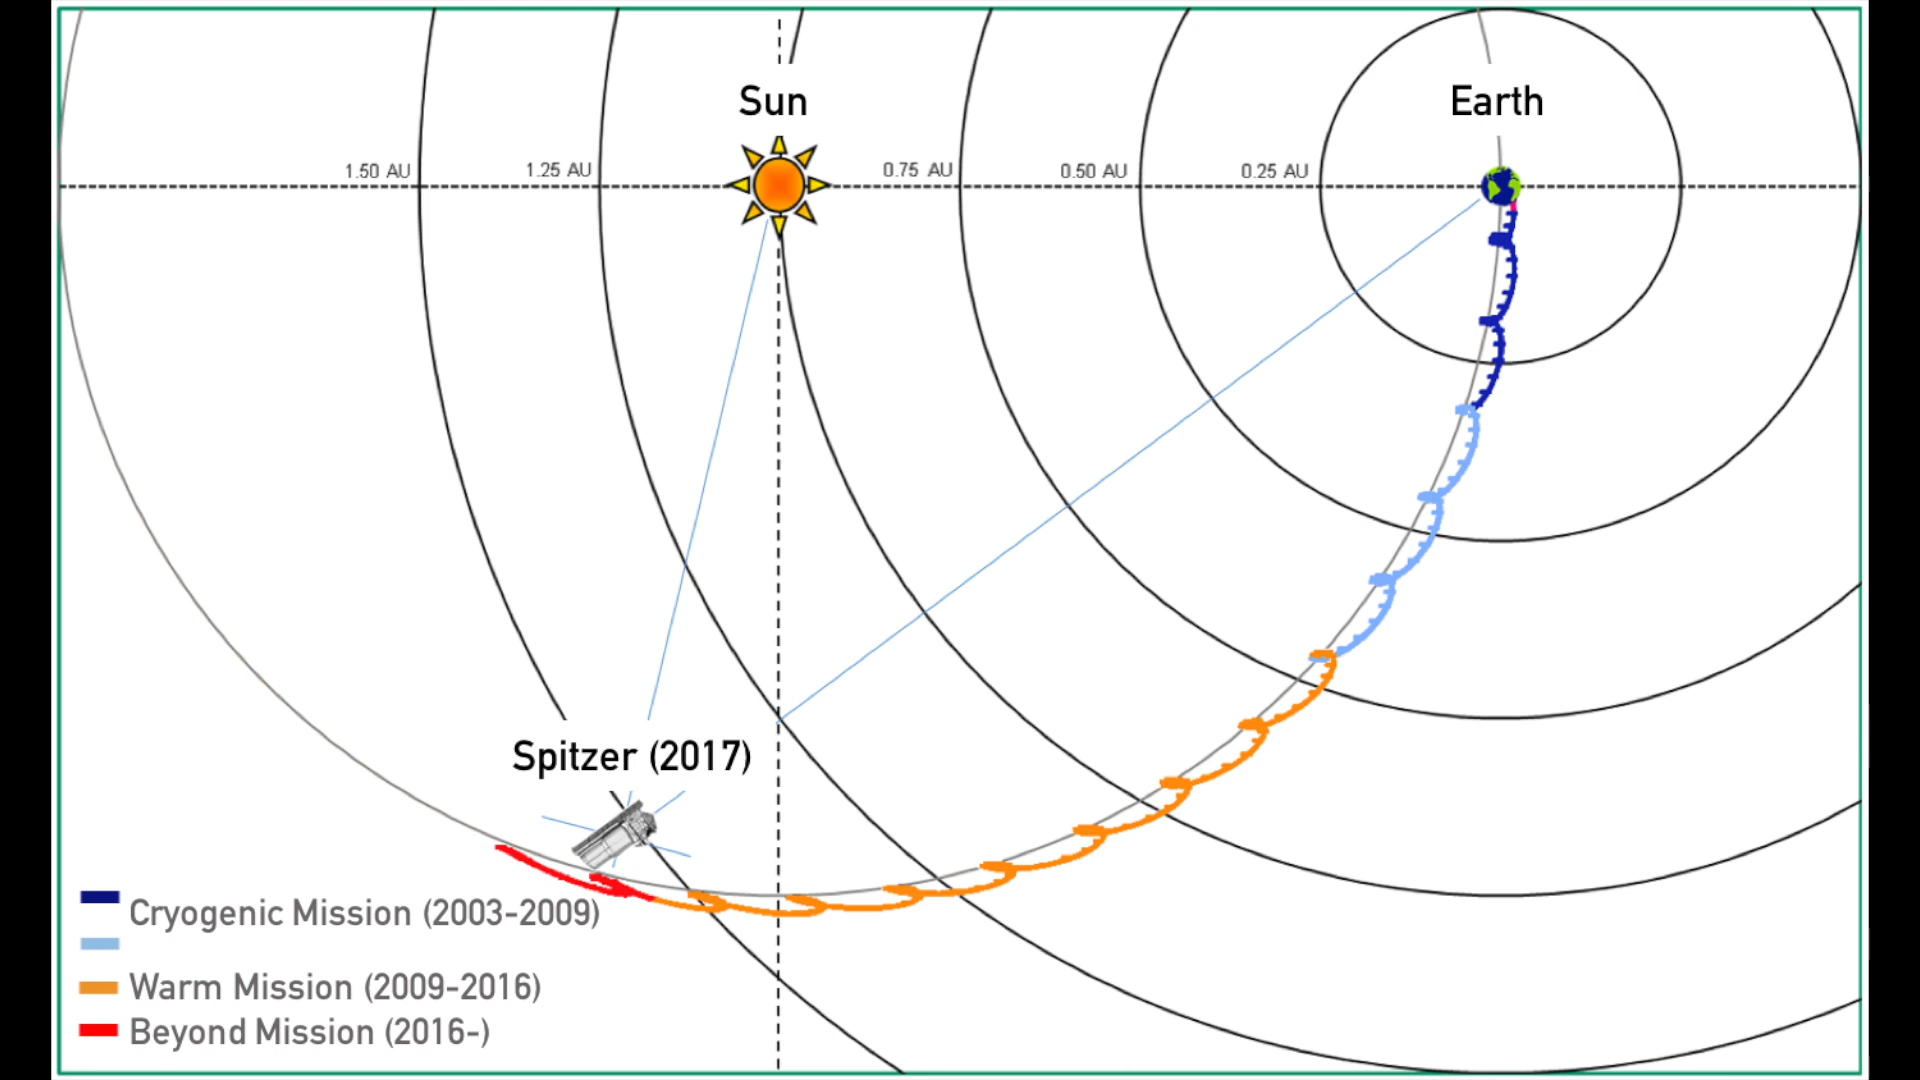 Sun
Earth
1.50 AU
1.25 AU
0.75 AU
0.50 AU
0.25 AU
Spitzer (2017)
Cryogenic Mission (2003-2009)
Warm Mission (2009-2016)
Beyond Mission (2016-)